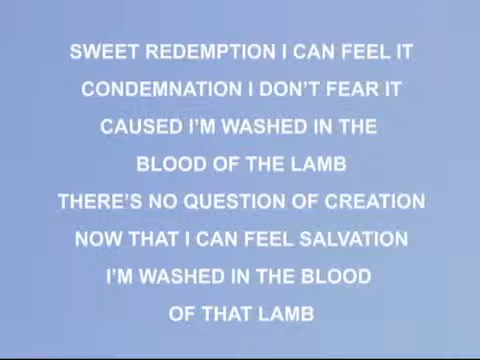 SWEET REDEMPTION I CAN FEEL IT
CONDEMNATION I DON'T FEAR IT
CAUSED I'M WASHED IN THE
BLOOD OF THE LAMB
THERE'S NO QUESTION OF CREATION
NOW THAT I CAN FEEL SALVATION
I'M WASHED IN THE BLOOD
OF THAT LAMB